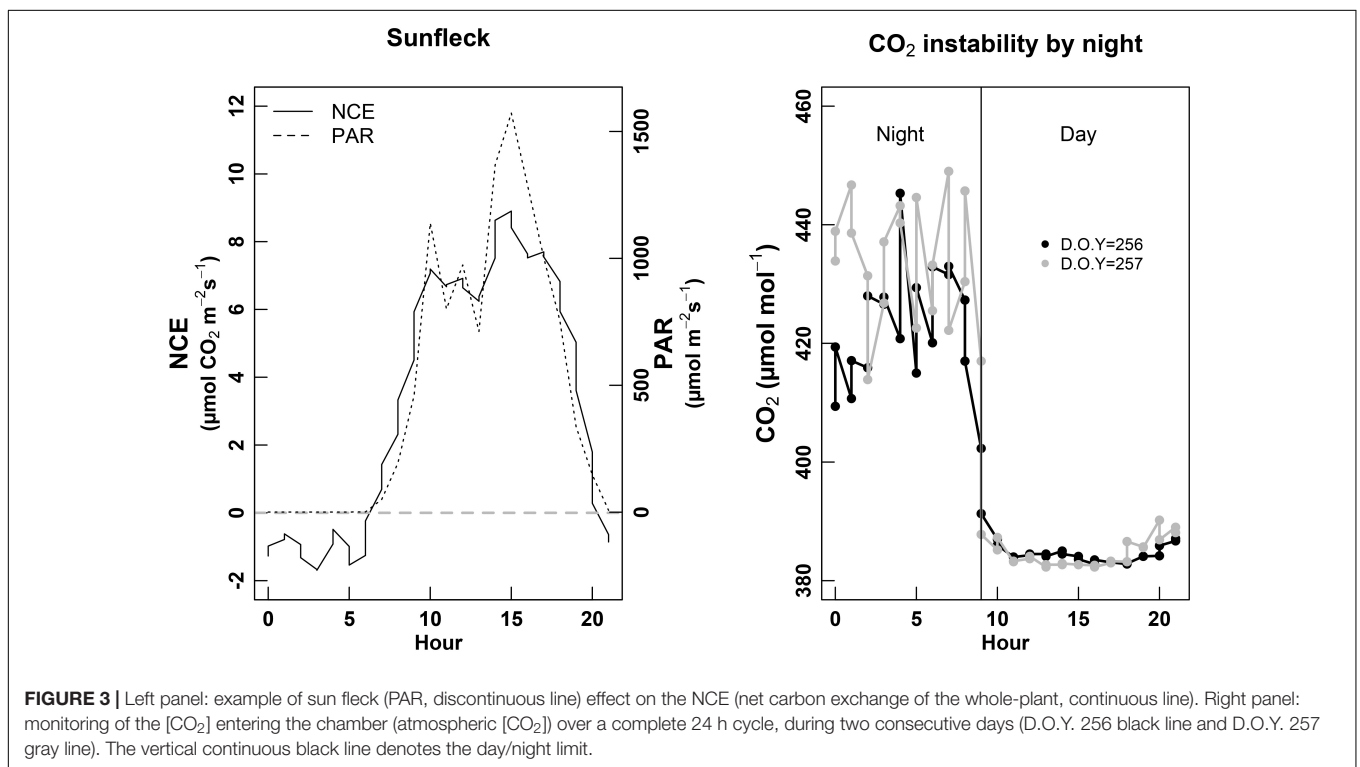 Sunfleck
NCE
PAR
12
10
8
6
4
2
0
-2
NCE
(µmol CO₂ m⁻²s⁻¹)
1500
1000
500
0
PAR
(µmol m⁻²s⁻¹)
0 5 10 15 20
Hour
CO₂ instability by night
Night Day
D.O.Y=256
D.O.Y=257
460
440
420
400
380
CO₂ (µmol mol⁻¹)
0 5 10 15 20
Hour
FIGURE 3 | Left panel: example of sun fleck (PAR, discontinuous line) effect on the NCE (net carbon exchange of the whole-plant, continuous line). Right panel:
monitoring of the [CO₂] entering the chamber (atmospheric [CO₂]) over a complete 24 h cycle, during two consecutive days (D.O.Y. 256 black line and D.O.Y. 257
gray line). The vertical continuous black line denotes the day/night limit.